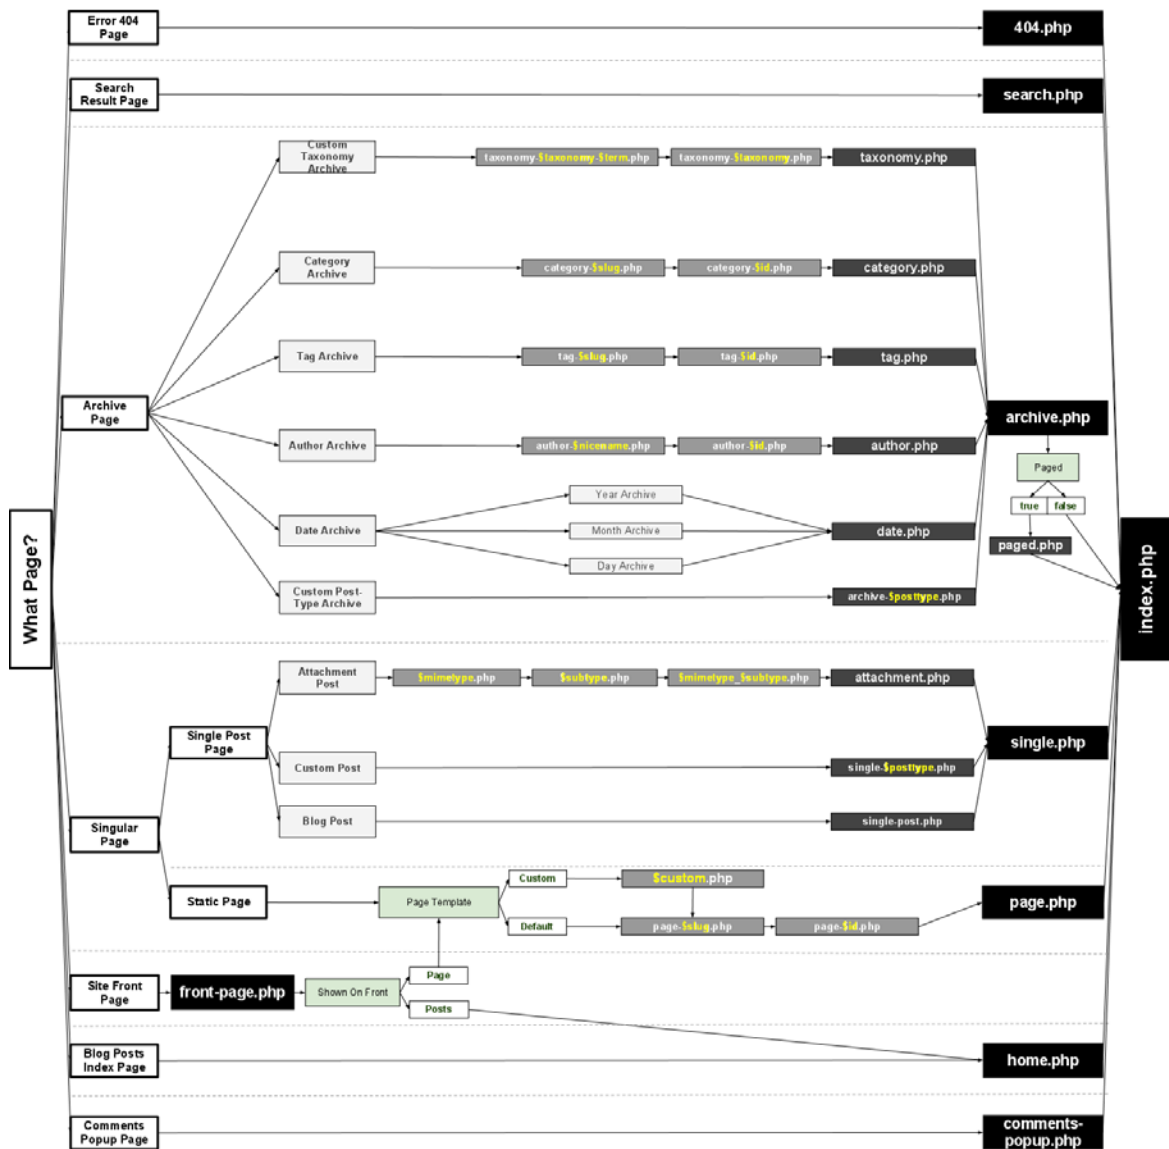 Error 404
Page
404.php
Search
Result Page
search.php
Custom
Taxonomy
Archive
taxonomy-$taxonomy-$term.php
taxonomy-$taxonomy.php
taxonomy.php
Category
Archive
category-$slug.php
category-$id.php
category.php
Tag Archive
tag-$slug.php
tag-$id.php
tag.php
Archive
Page
archive.php
Author Archive
author-$nicename.php
author-$id.php
author.php
Paged
true
false
paged.php
Date Archive
Year Archive
Month Archive
Day Archive
date.php
Custom Post-
Type Archive
archive-$posttype.php
What Page?
index.php
Attachment
Post
$mimetype.php
$subtype.php
$mimetype_$subtype.php
attachment.php
Single Post
Page
single.php
Custom Post
single-$posttype.php
Blog Post
single-post.php
Singular
Page
Static Page
Page Template
Custom
$custom.php
Default
page-$slug.php
page-$id.php
page.php
Site Front
Page
front-page.php
Shown On Front
Page
Posts
Blog Posts
Index Page
home.php
Comments
Popup Page
comments-
popup.php